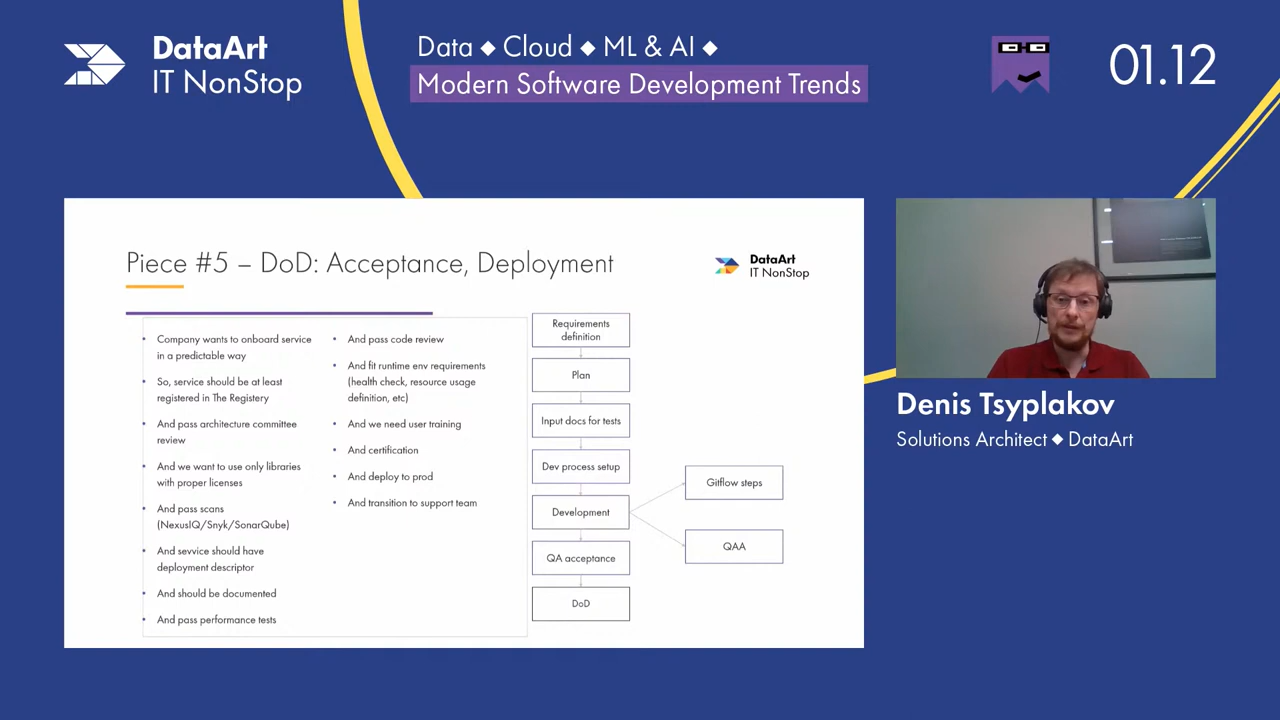 DataArt
IT NonStop
Data ◆ Cloud ◆ ML & AI ◆
Modern Software Development Trends
01.12
Piece #5 – DoD: Acceptance, Deployment
DataArt
IT NonStop
Company wants to onboard service
in a predictable way
So, service should be at least
registered in The Registery
And pass architecture committee
review
And we want to use only libraries
with proper licenses
And pass scans
(NexusIQ/Snyk/SonarQube)
And sevvice should have
deployment descriptor
And should be documented
And pass performance tests
And pass code review
And fit runtime env requirements
(health check, resource usage
definition, etc)
And we need user training
And certification
And deploy to prod
And transition to support team
Requirements
definition
Plan
Input docs for tests
Dev process setup
Development
QA acceptance
DoD
Gitflow steps
QAA
Denis Tsyplakov
Solutions Architect ◆ DataArt